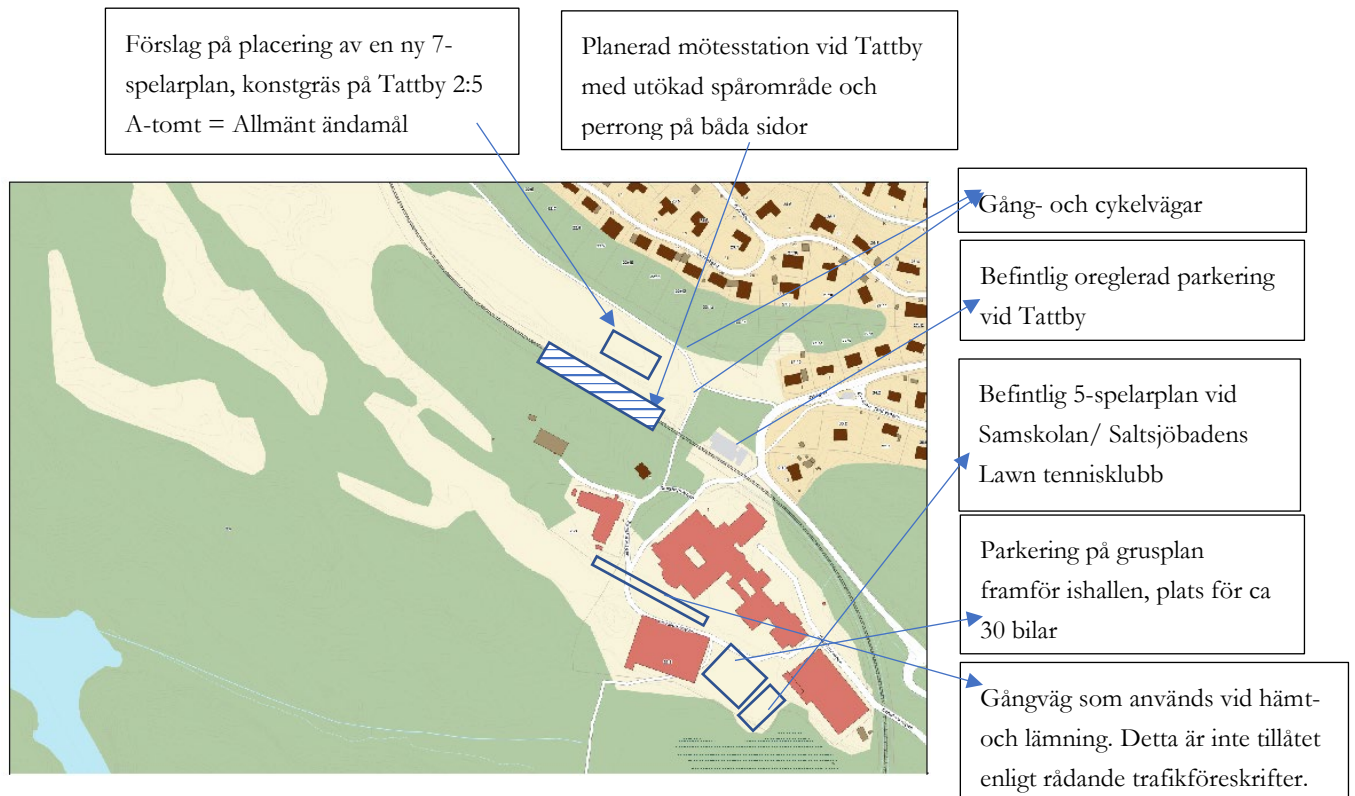 Förslag på placering av en ny 7-
spelarplan, konstgräs på Tattby 2:5
A-tomt = Allmänt ändamål
Planerad mötesstation vid Tattby
med utökad spårområde och
perrong på båda sidor
Gång- och cykelvägar
Befintlig oreglerad parkering
vid Tattby
Befintlig 5-spelarplan vid
Samskolan/ Saltsjöbadens
Lawn tennisklubb
Parkering på grusplan
framför ishallen, plats för ca
30 bilar
Gångväg som används vid hämt-
och lämning. Detta är inte tillåtet
enligt rådande trafikföreskrifter.